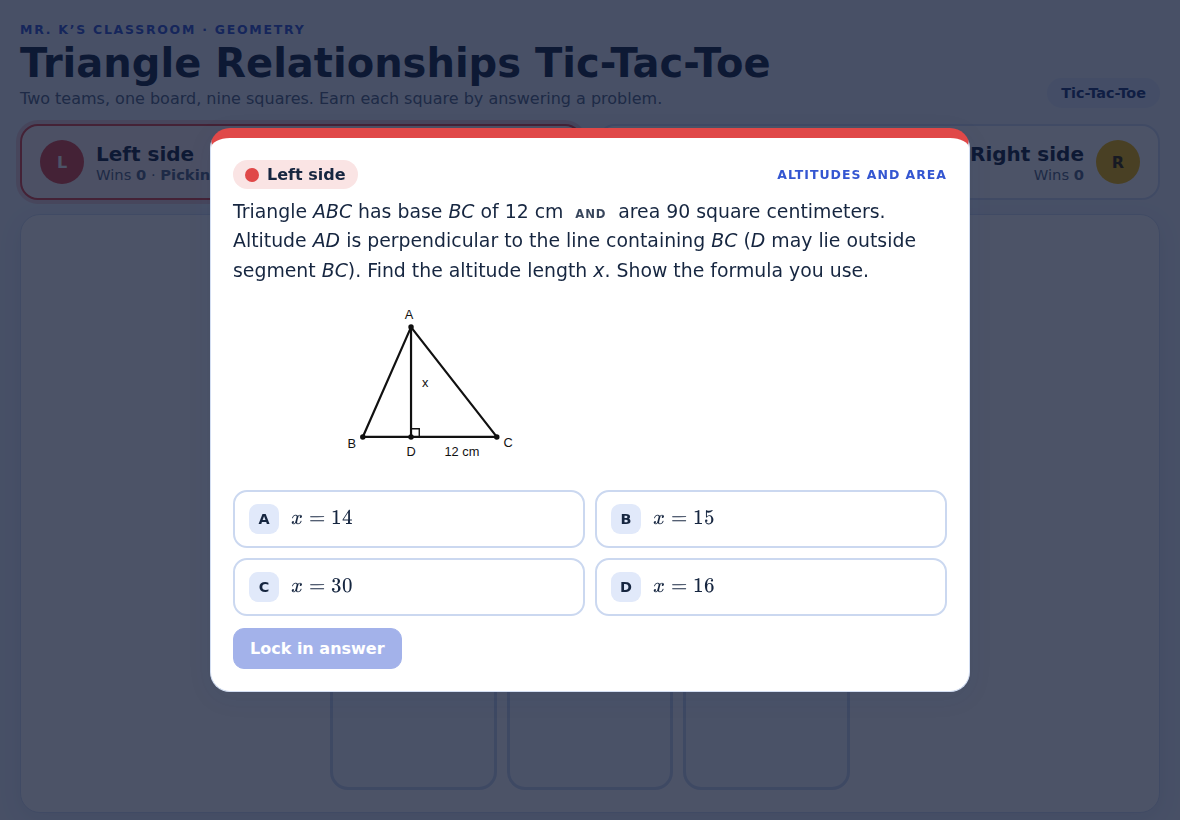 MR. K’S CLASSROOM · GEOMETRY
Triangle Relationships Tic-Tac-Toe
Two teams, one board, nine squares. Earn each square by answering a problem.
Tic-Tac-Toe
L
Left side
Wins 0 · Pickin
Right side
Wins 0
R
Left side
ALTITUDES AND AREA
Triangle ABC has base BC of 12 cm AND area 90 square centimeters.
Altitude AD is perpendicular to the line containing BC (D may lie outside
segment BC). Find the altitude length x. Show the formula you use.
A
x
B
C
D
12 cm
A x = 14
B x = 15
C x = 30
D x = 16
Lock in answer